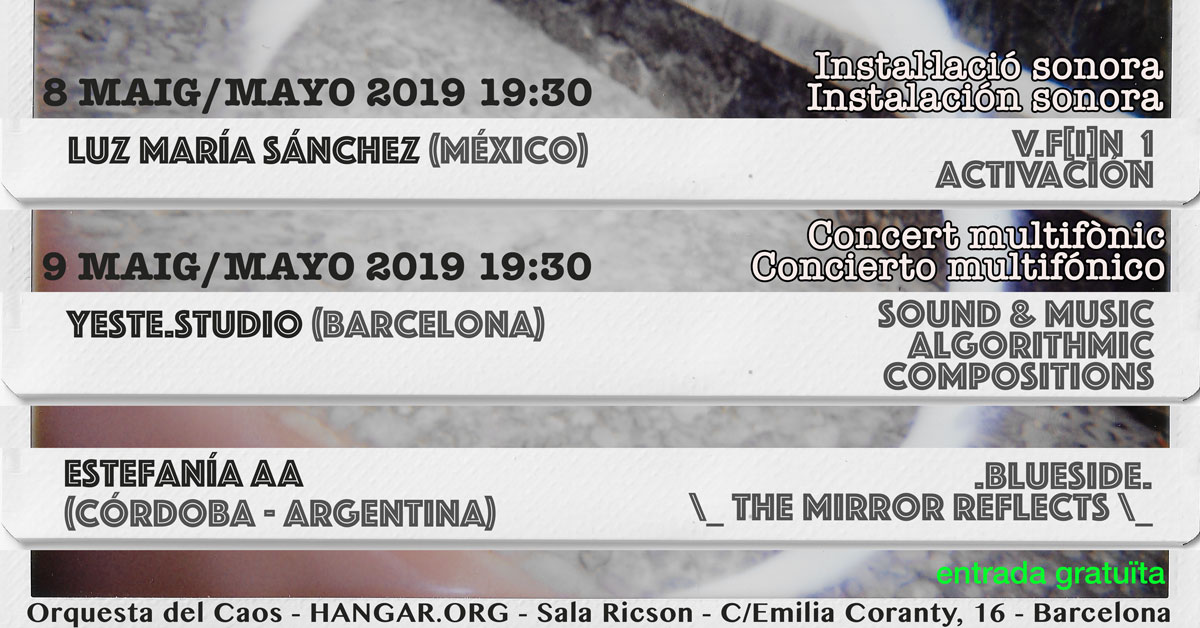 8 MAIG/MAYO 2019 19:30
Instal·lació sonora
Instalación sonora
LUZ MARÍA SÁNCHEZ (MÉXICO)
V.F[I]N_1
ACTIVACIÓN
9 MAIG/MAYO 2019 19:30
Concert multifònic
Concierto multifónico
YESTE.STUDIO (BARCELONA)
SOUND & MUSIC
ALGORITHMIC
COMPOSITIONS
ESTEFANÍA AA
(CÓRDOBA - ARGENTINA)
.BLUESIDE.
\_ THE MIRROR REFLECTS \_
entrada gratuïta
Orquesta del Caos - HANGAR.ORG - Sala Ricson - C/Emilia Coranty, 16 - Barcelona